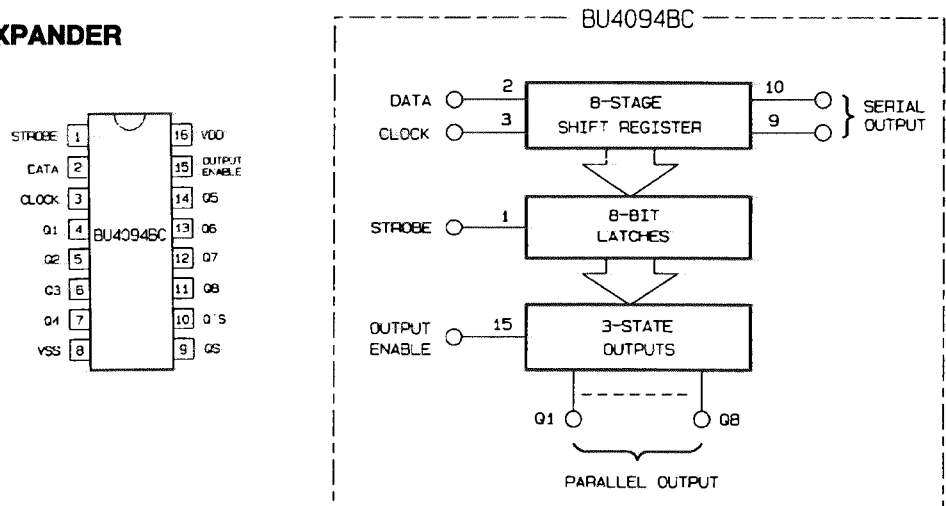 XPANDER
STROBE 1
DATA 2
CLOCK 3
Q1 4
Q2 5
Q3 6
Q4 7
VSS 8
BU4094BC
16 VDD
15 OUTPUT ENABLE
14 Q5
13 Q6
12 Q7
11 Q8
10 Q'S
9 QS
BU4094BC
DATA 2
CLOCK 3
8-STAGE
SHIFT REGISTER
10
9
SERIAL
OUTPUT
STROBE 1
8-BIT
LATCHES
OUTPUT
ENABLE
15
3-STATE
OUTPUTS
Q1 Q8
PARALLEL OUTPUT